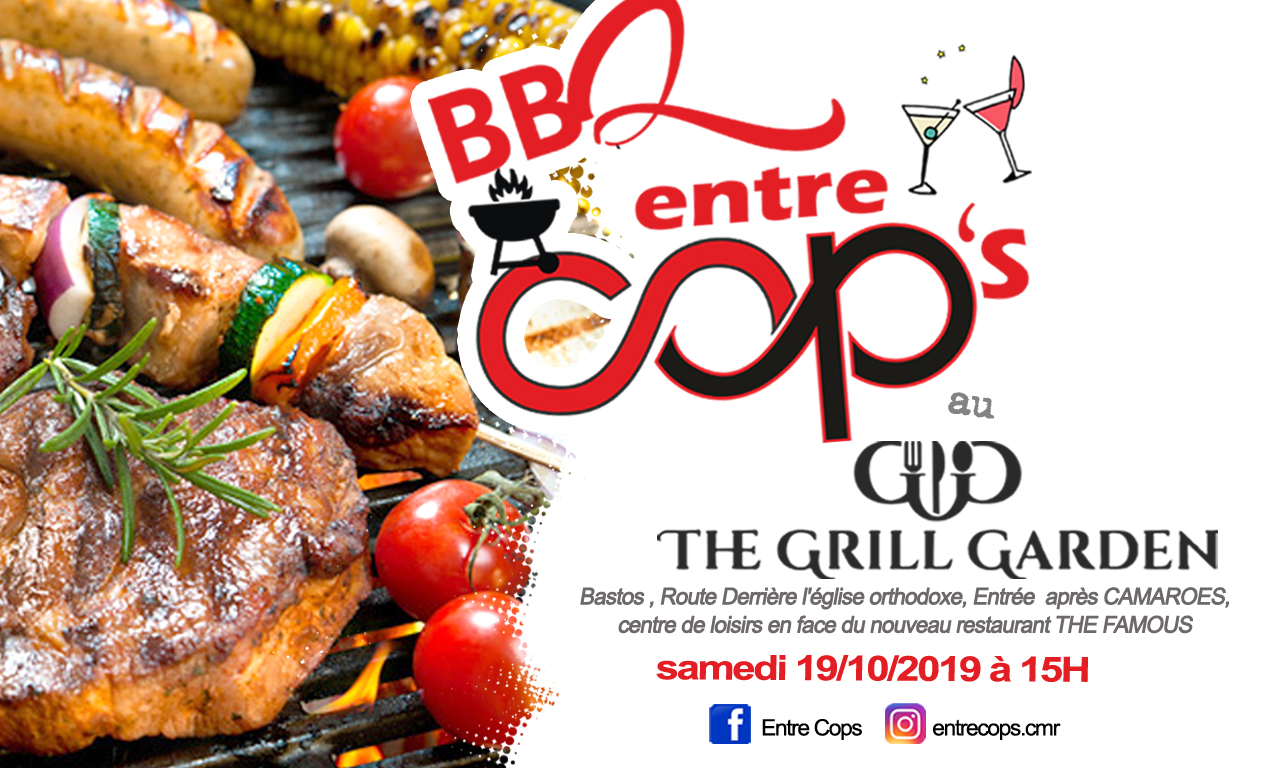 BBQ
entre
Cop's
au
THE GRILL GARDEN
Bastos , Route Derrière l'église orthodoxe, Entrée après CAMAROES,
centre de loisirs en face du nouveau restaurant THE FAMOUS
samedi 19/10/2019 à 15H
Entre Cops entrecops.cmr